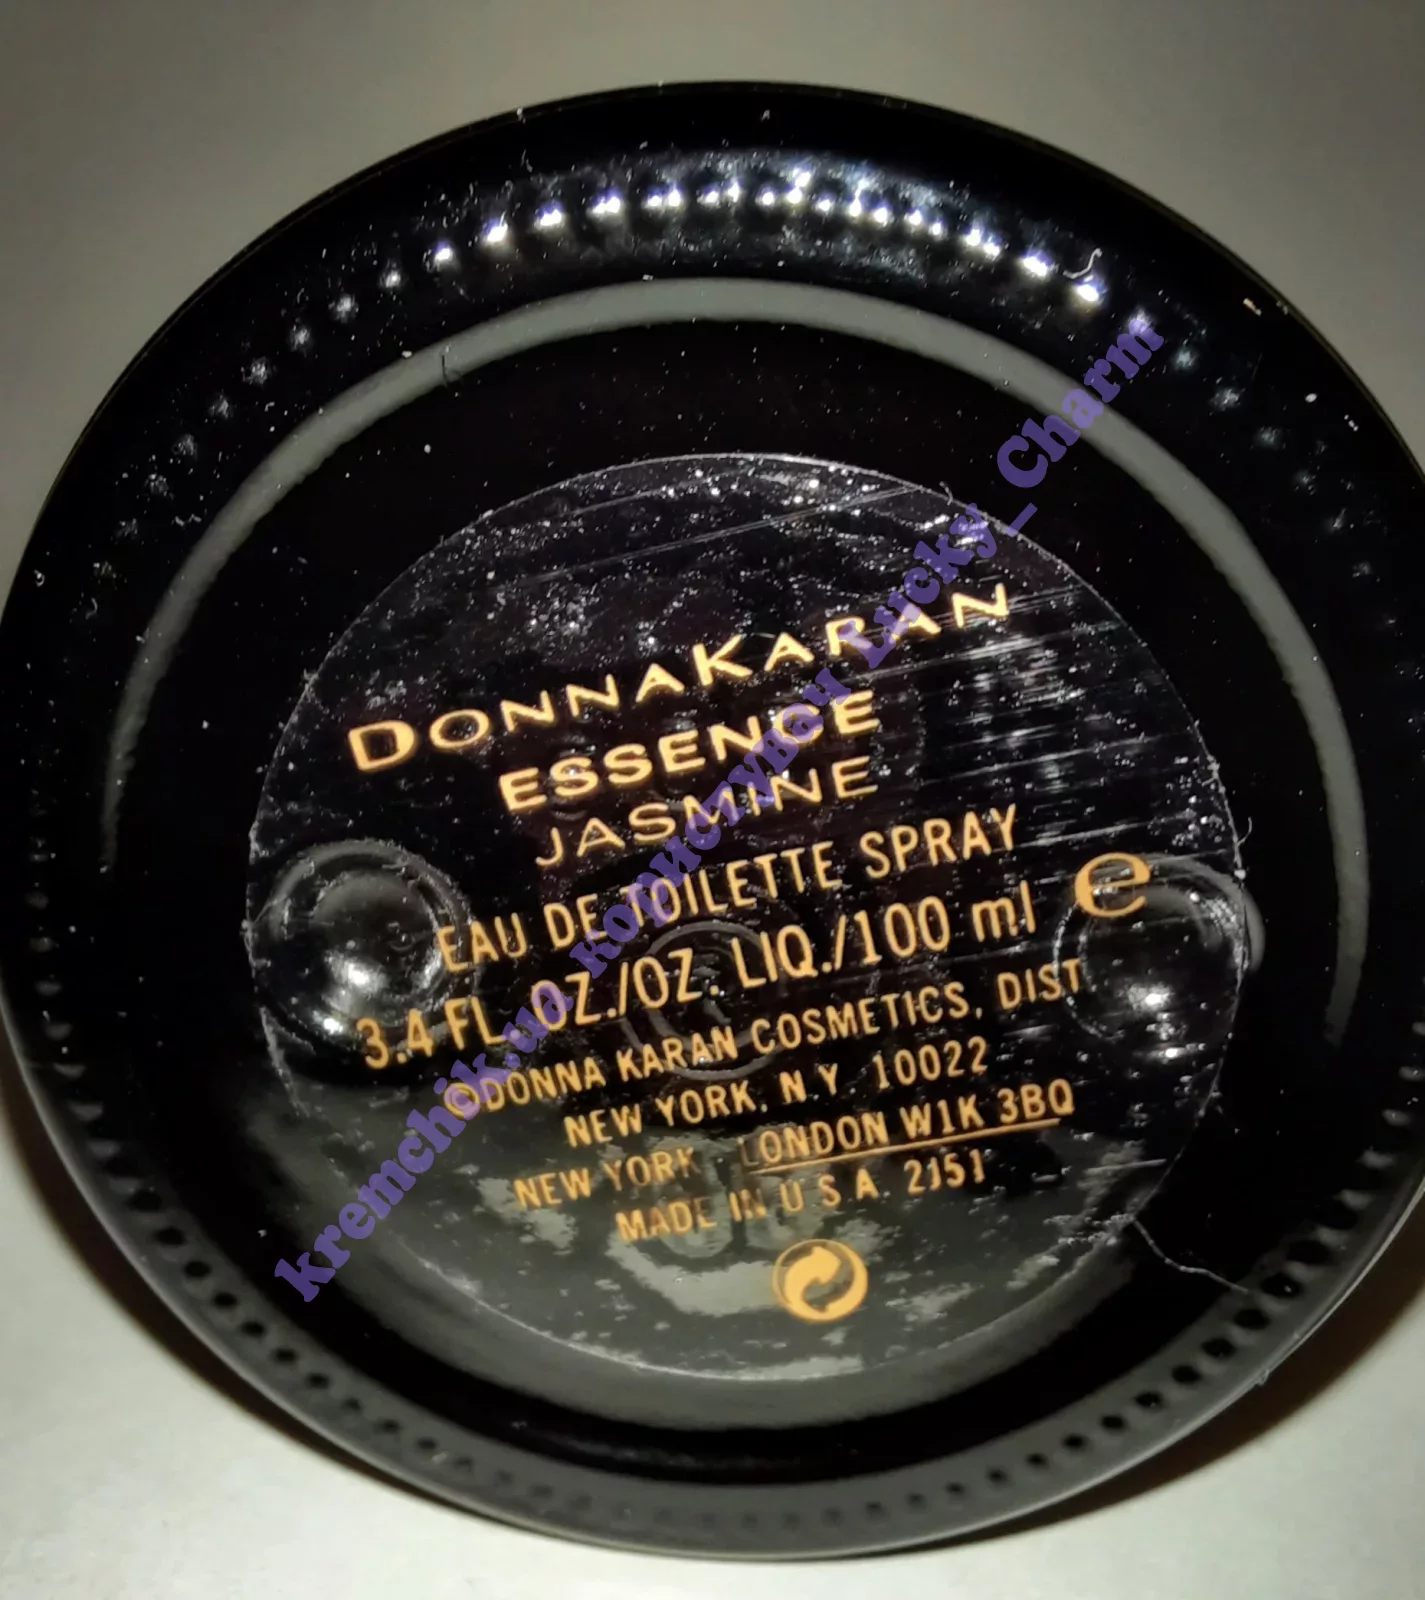 DONNAKARAN
ESSENCE
JASMINE
EAU DE TOILETTE SPRAY
3.4 FL. OZ./OZ. LIQ./100 ml ℮
©DONNA KARAN COSMETICS, DIST
NEW YORK, N.Y. 10022
NEW YORK LONDON W1K 3BQ
MADE IN U.S.A. 2151
kremchik.ua користувач Lucky_Charm